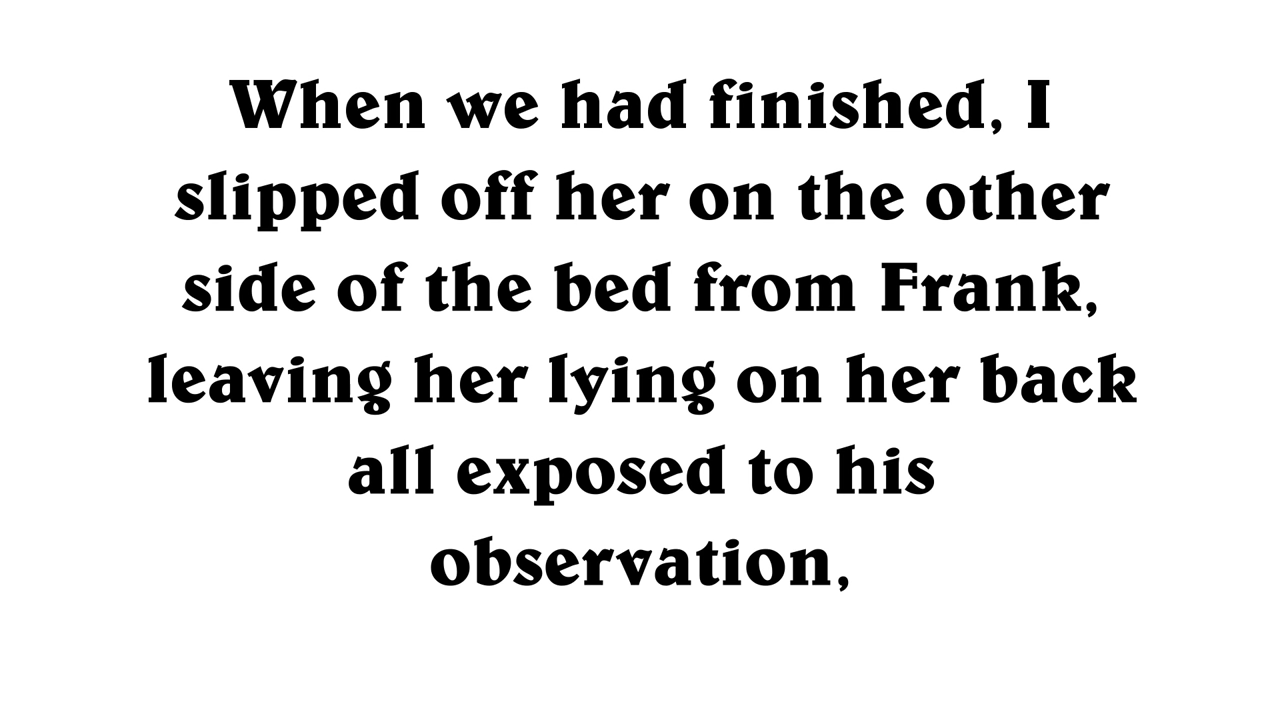 When we had finished, I
slipped off her on the other
side of the bed from Frank,
leaving her lying on her back
all exposed to his
observation,